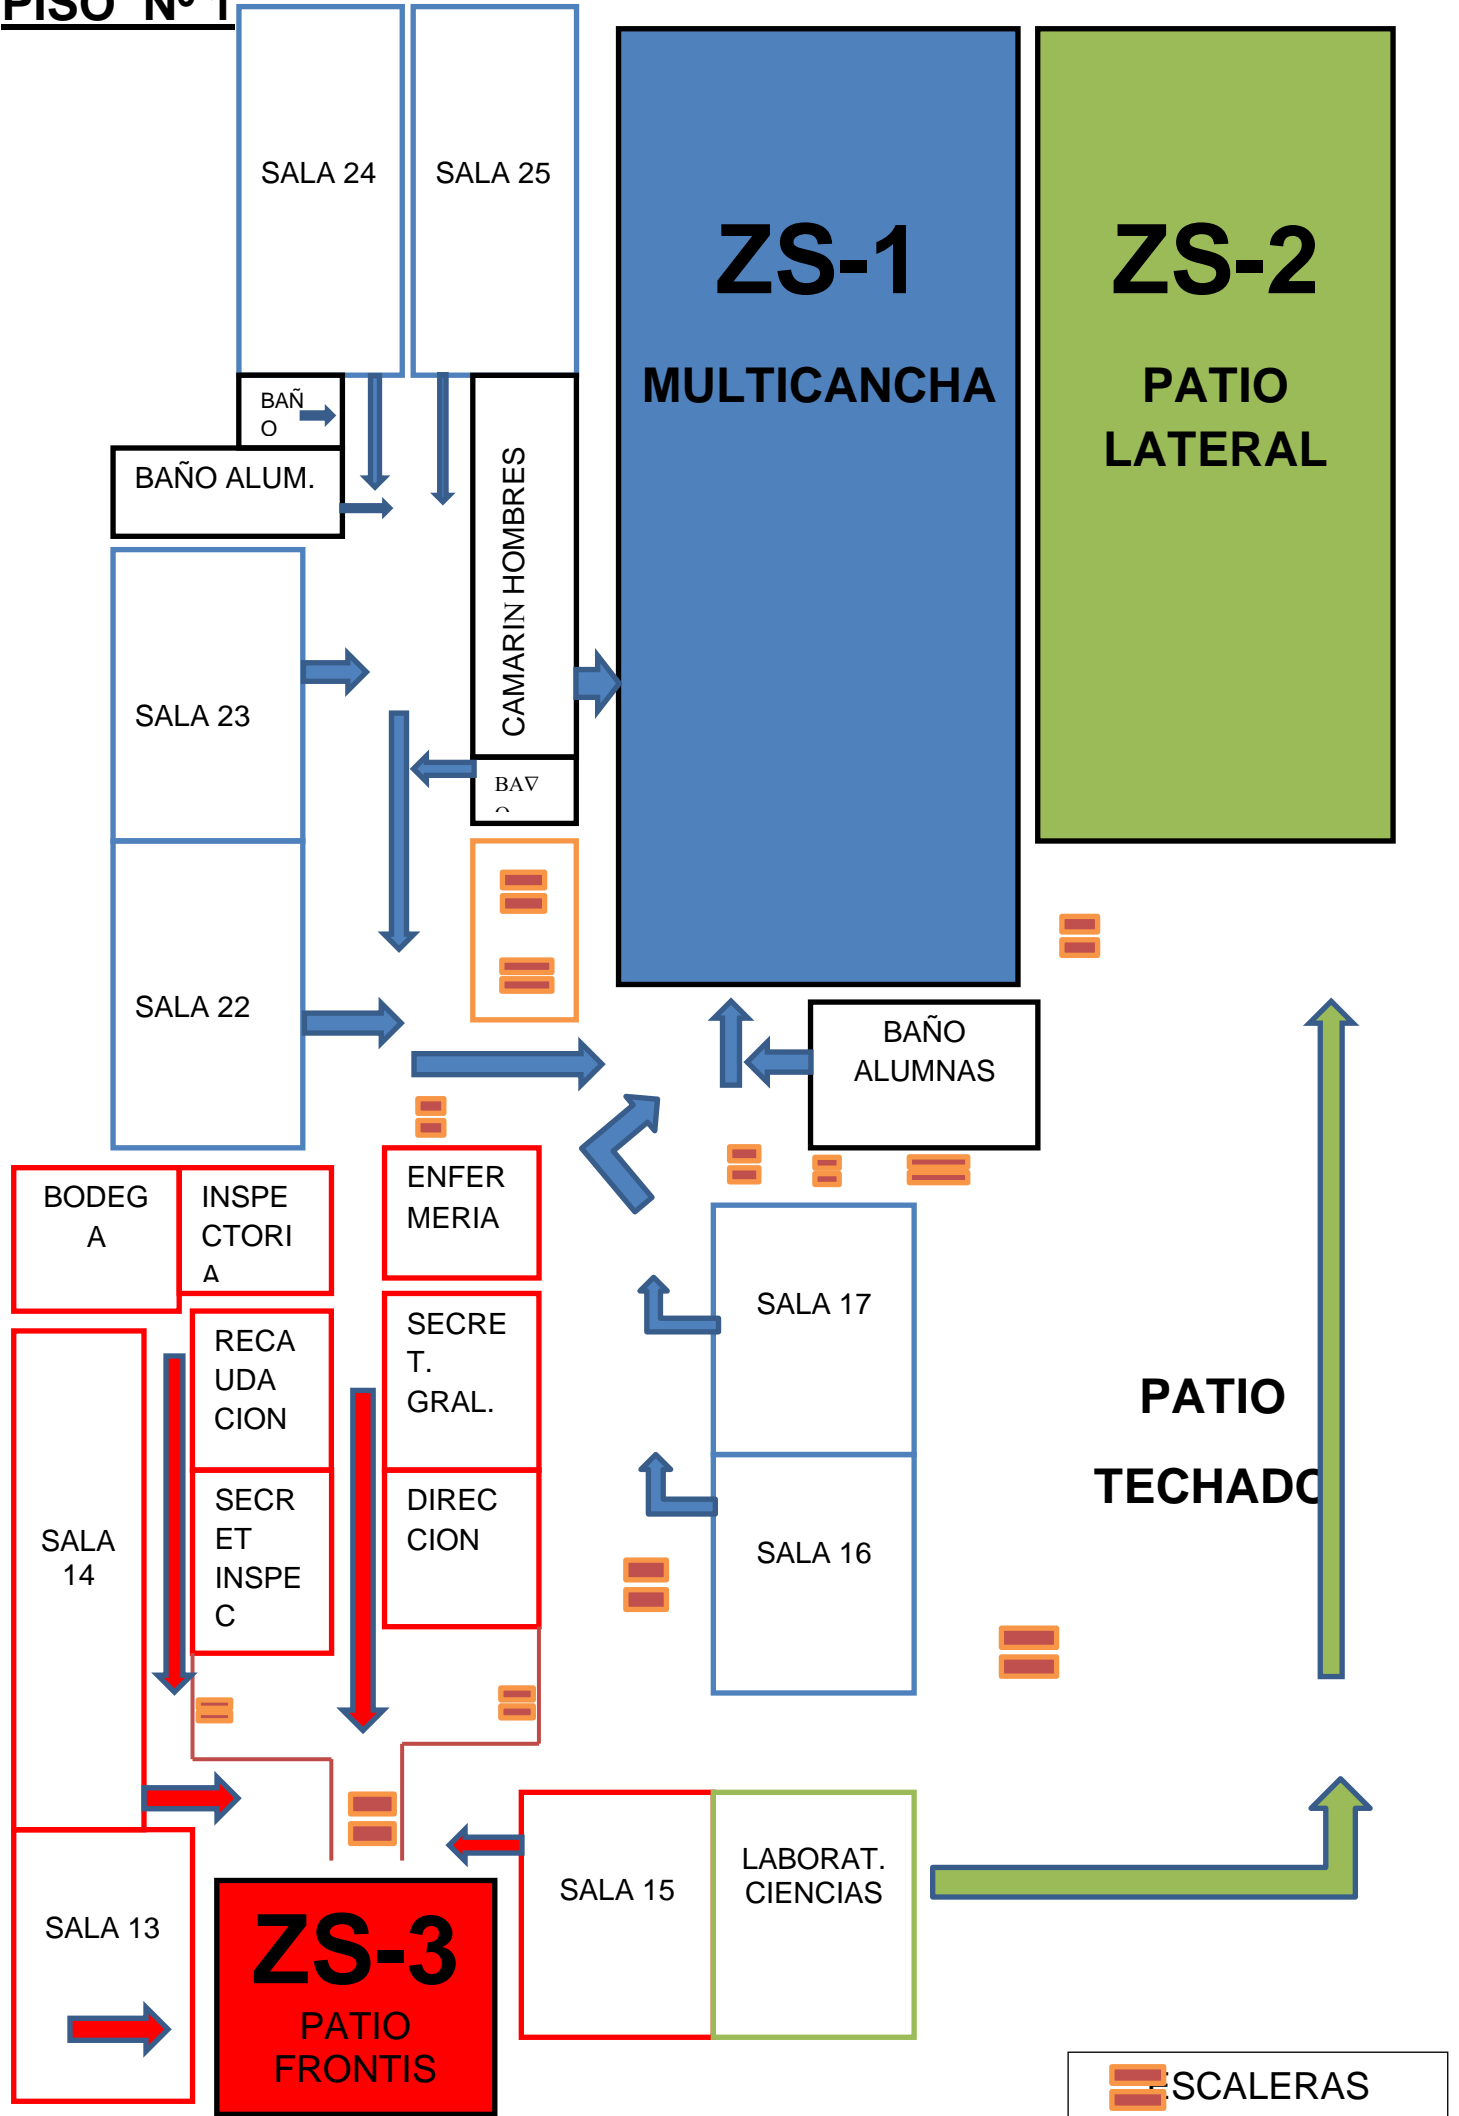 PISO Nº 1
SALA 24
SALA 25
ZS-1
MULTICANCHA
ZS-2
PATIO
LATERAL
BAÑ
O
BAÑO ALUM.
CAMARIN HOMBRES
SALA 23
BA∇
O
SALA 22
BAÑO
ALUMNAS
BODEG
A
INSPE
CTORI
A
ENFER
MERIA
SALA 17
RECA
UDA
CION
SECRE
T.
GRAL.
PATIO
TECHADO
SALA
14
SECR
ET
INSPE
C
DIREC
CION
SALA 16
SALA 15
LABORAT.
CIENCIAS
SALA 13
ZS-3
PATIO
FRONTIS
ESCALERAS